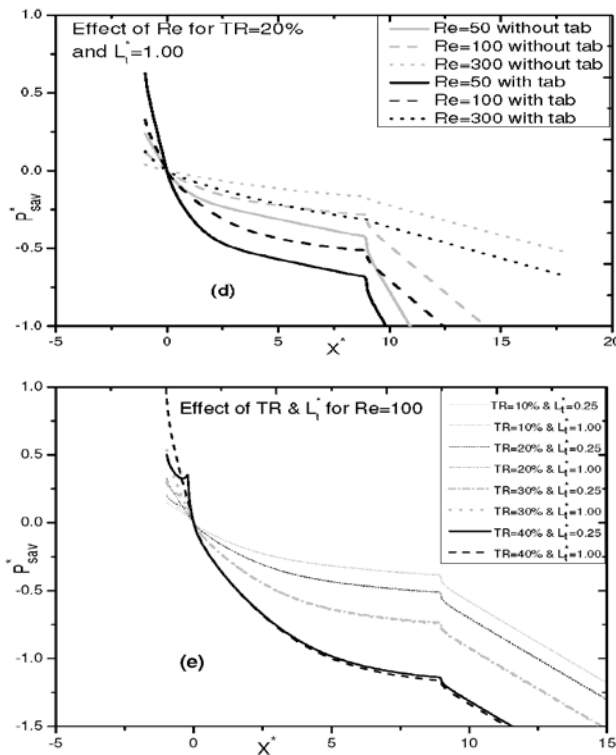 Effect of Re for TR=20%
and L*t=1.00
Re=50 without tab
Re=100 without tab
Re=300 without tab
Re=50 with tab
Re=100 with tab
Re=300 with tab
0.5
0.0
-0.5
-1.0
P*sav
(d)
-5
0
5
10
15
20
X*
Effect of TR & L*t for Re=100
TR=10% & L*t=0.25
TR=10% & L*t=1.00
TR=20% & L*t=0.25
TR=20% & L*t=1.00
TR=30% & L*t=0.25
TR=30% & L*t=1.00
TR=40% & L*t=0.25
TR=40% & L*t=1.00
1.0
0.5
0.0
-0.5
-1.0
-1.5
P*sav
(e)
-5
0
5
10
15
X*